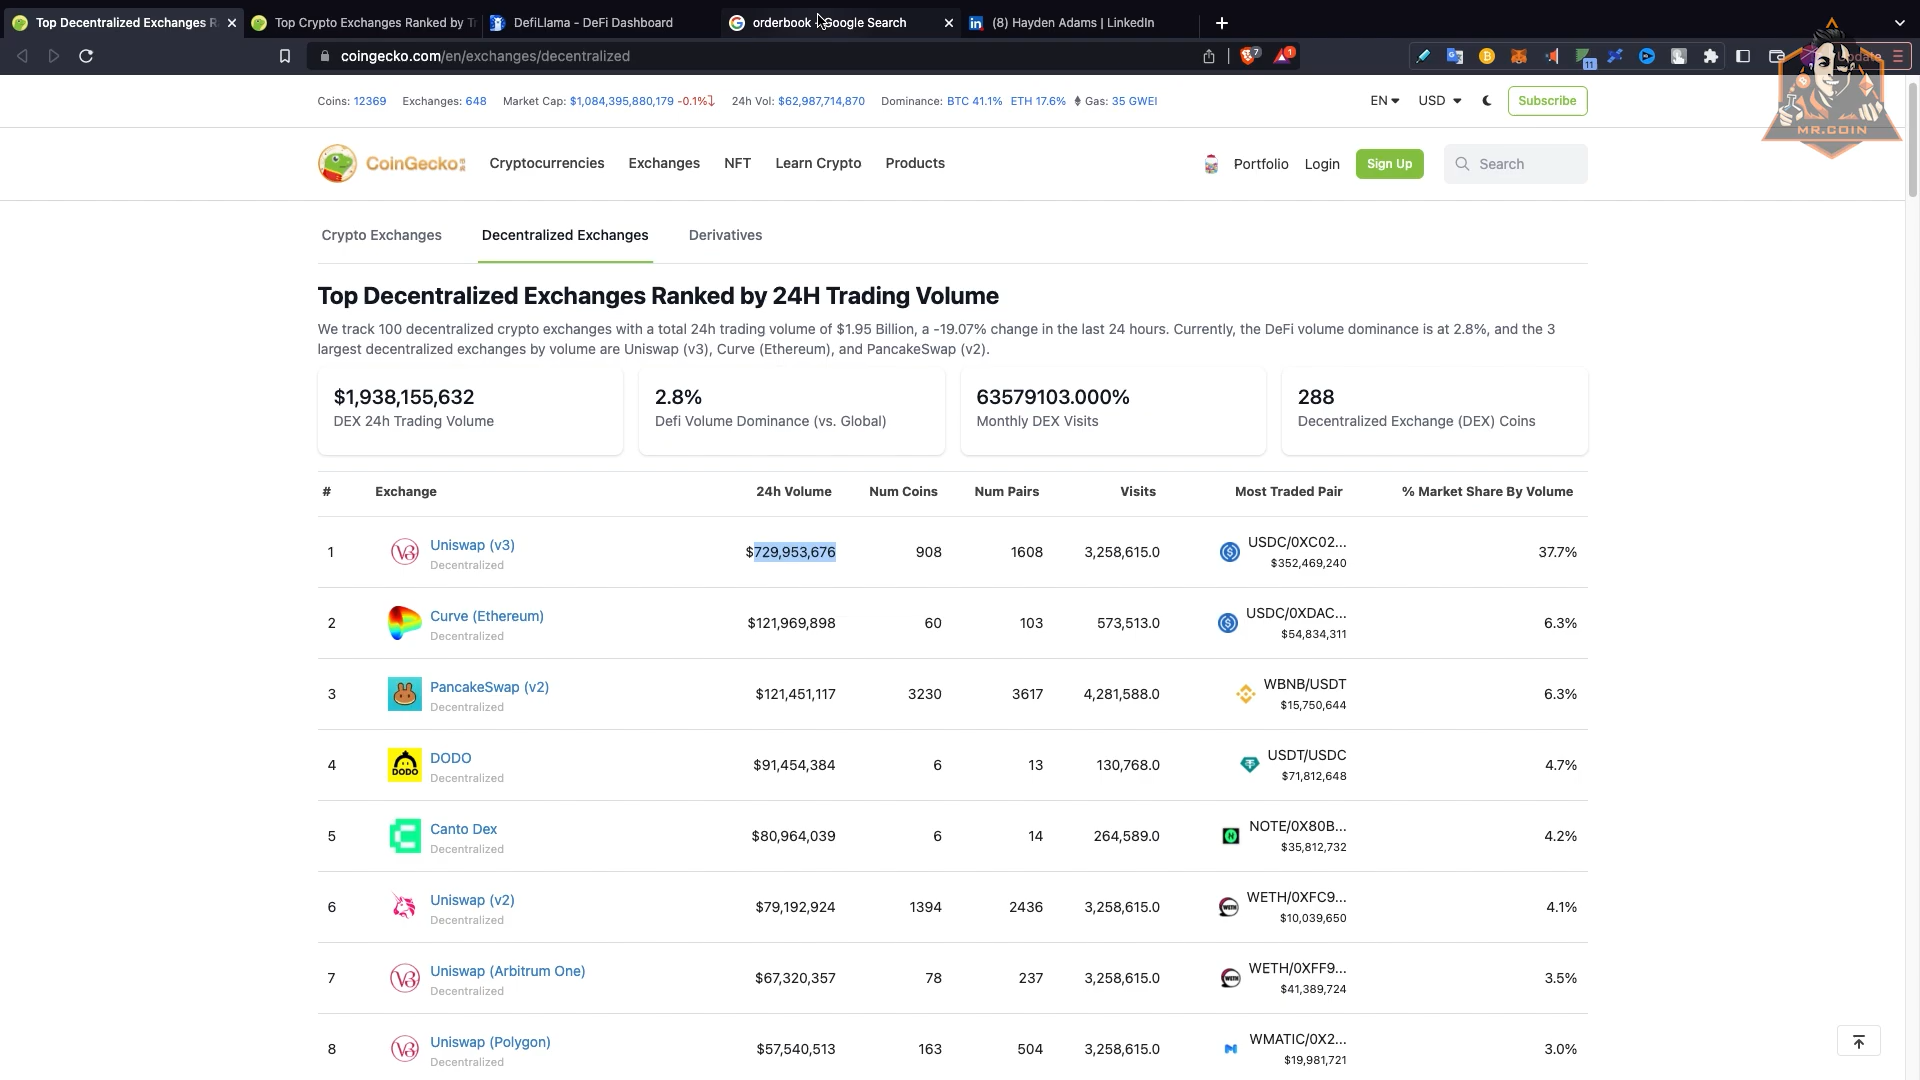 Top Decentralized Exchanges R
Top Crypto Exchanges Ranked by T
DefiLlama - DeFi Dashboard
orderbook - Google Search
(8) Hayden Adams | LinkedIn
coingecko.com/en/exchanges/decentralized
7
1
11
MR.COIN
Coins: 12369 Exchanges: 648 Market Cap: $1,084,395,880,179 -0.1% 24h Vol: $62,987,714,870 Dominance: BTC 41.1% ETH 17.6% Gas: 35 GWEI
EN USD Subscribe
CoinGecko Cryptocurrencies Exchanges NFT Learn Crypto Products Portfolio Login Sign Up Search
Crypto Exchanges Decentralized Exchanges Derivatives
Top Decentralized Exchanges Ranked by 24H Trading Volume
We track 100 decentralized crypto exchanges with a total 24h trading volume of $1.95 Billion, a -19.07% change in the last 24 hours. Currently, the DeFi volume dominance is at 2.8%, and the 3
largest decentralized exchanges by volume are Uniswap (v3), Curve (Ethereum), and PancakeSwap (v2).
$1,938,155,632 2.8% 63579103.000% 288
DEX 24h Trading Volume Defi Volume Dominance (vs. Global) Monthly DEX Visits Decentralized Exchange (DEX) Coins
# Exchange 24h Volume Num Coins Num Pairs Visits Most Traded Pair % Market Share By Volume
1 Uniswap (v3) Decentralized $729,953,676 908 1608 3,258,615.0 USDC/0XC02... $352,469,240 37.7%
2 Curve (Ethereum) Decentralized $121,969,898 60 103 573,513.0 USDC/0XDAC... $54,834,311 6.3%
3 PancakeSwap (v2) Decentralized $121,451,117 3230 3617 4,281,588.0 WBNB/USDT $15,750,644 6.3%
4 DODO DODO Decentralized $91,454,384 6 13 130,768.0 USDT/USDC $71,812,648 4.7%
5 Canto Dex Decentralized $80,964,039 6 14 264,589.0 NOTE/0X80B... $35,812,732 4.2%
6 Uniswap (v2) Decentralized $79,192,924 1394 2436 3,258,615.0 WETH/0XFC9... $10,039,650 4.1%
7 Uniswap (Arbitrum One) Decentralized $67,320,357 78 237 3,258,615.0 WETH/0XFF9... $41,389,724 3.5%
8 Uniswap (Polygon) Decentralized $57,540,513 163 504 3,258,615.0 WMATIC/0X2... $19,981,721 3.0%